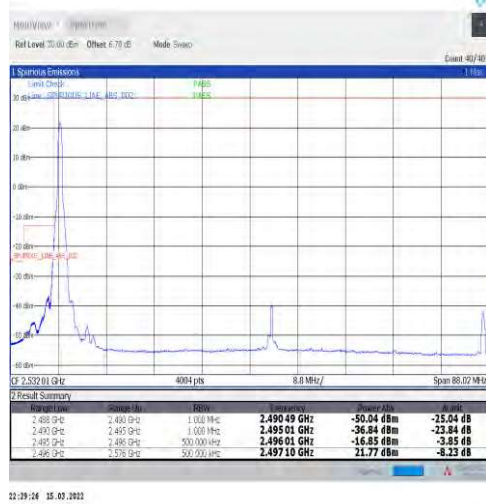 MultiView Spectrum
Ref Level 30.00 dBm Offset 6.70 dB Mode Sweep
Count 40/40
1 Spurious Emissions
Limit Check PASS
Line _SPURIOUS_LINE_ABS_002 PASS
30 dBm
20 dBm
10 dBm
0 dBm
-10 dBm
-20 dBm
_SPURIOUS_LINE_ABS_002
-30 dBm
-40 dBm
-50 dBm
-60 dBm
CF 2.53201 GHz 4004 pts 8.8 MHz/ Span 88.02 MHz
2 Result Summary
Range Low Range Up RBW Frequency Power Abs ΔLimit
2.488 GHz 2.490 GHz 1.000 MHz 2.490 49 GHz -50.04 dBm -25.04 dB
2.490 GHz 2.495 GHz 1.000 MHz 2.495 01 GHz -36.84 dBm -23.84 dB
2.495 GHz 2.496 GHz 500.000 kHz 2.496 01 GHz -16.85 dBm -3.85 dB
2.496 GHz 2.576 GHz 500.000 kHz 2.497 10 GHz 21.77 dBm -8.23 dB
22:29:26 15.03.2022